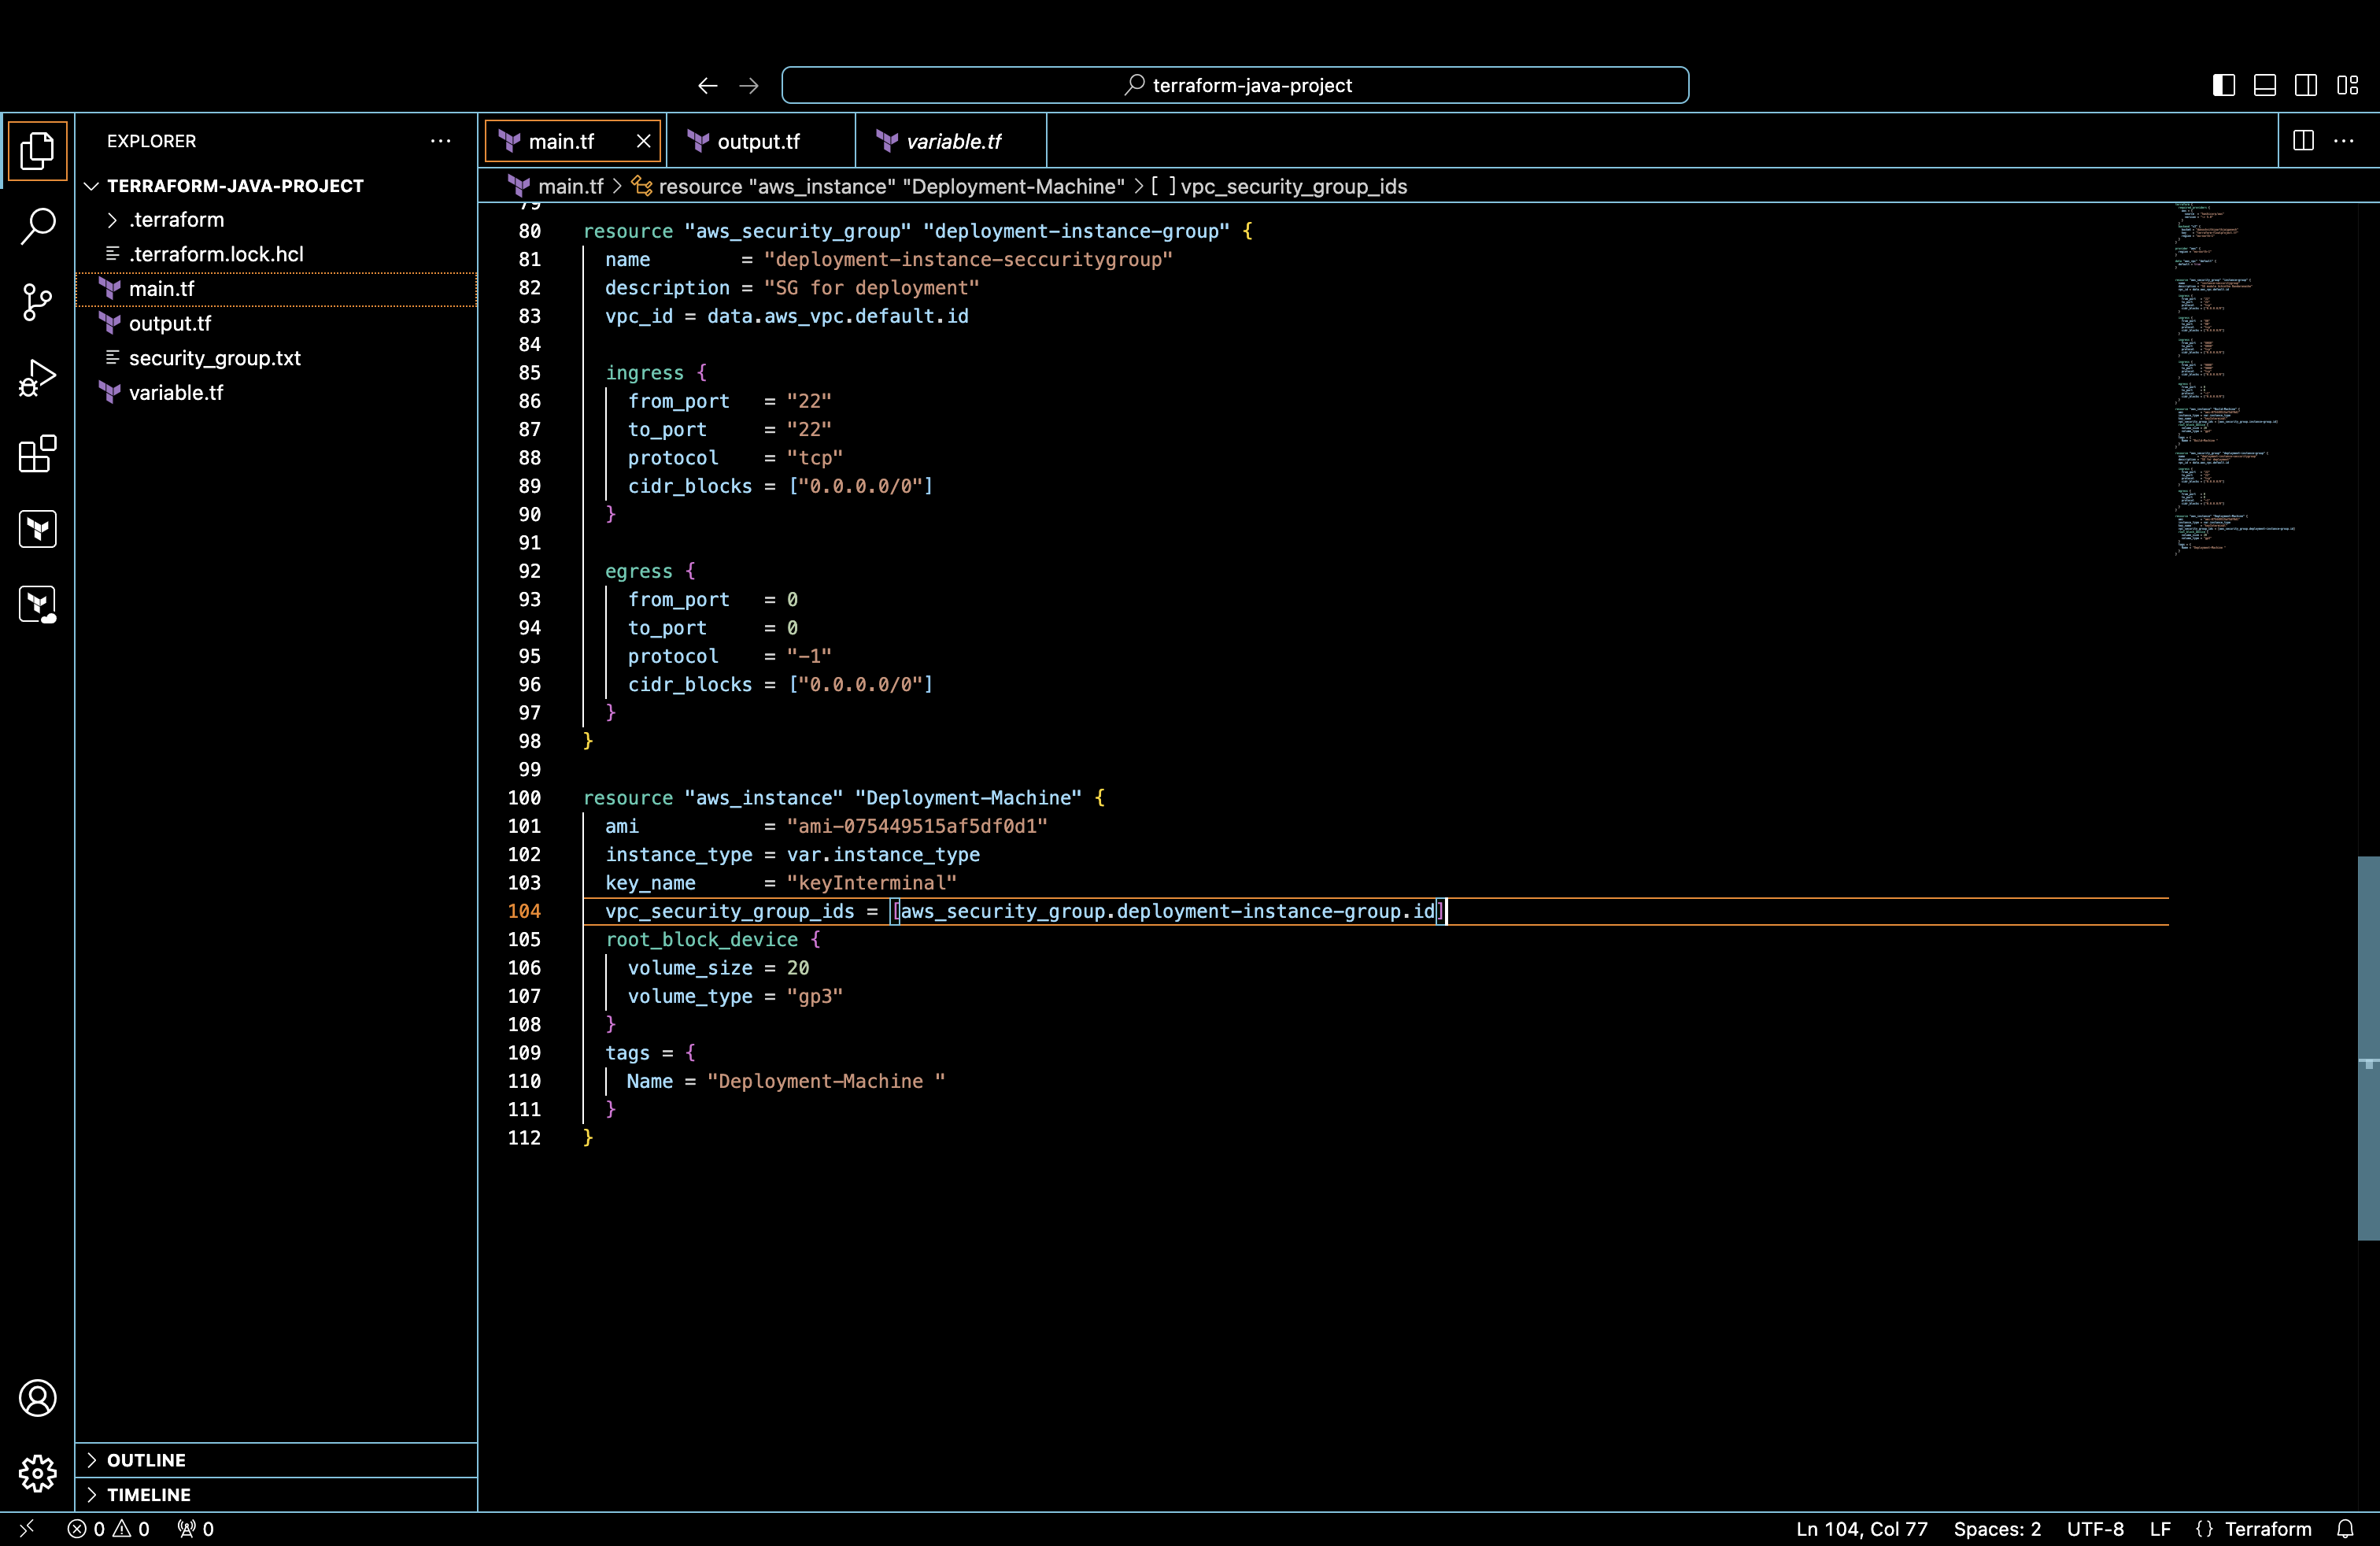 terraform-java-project
EXPLORER
TERRAFORM-JAVA-PROJECT
.terraform
.terraform.lock.hcl
main.tf
output.tf
security_group.txt
variable.tf
OUTLINE
TIMELINE
main.tf
output.tf
variable.tf
main.tf > resource "aws_instance" "Deployment-Machine" > [ ] vpc_security_group_ids
79
80 resource "aws_security_group" "deployment-instance-group" {
81 name        = "deployment-instance-seccuritygroup"
82 description = "SG for deployment"
83 vpc_id = data.aws_vpc.default.id
84
85 ingress {
86 from_port   = "22"
87 to_port     = "22"
88 protocol    = "tcp"
89 cidr_blocks = ["0.0.0.0/0"]
90 }
91
92 egress {
93 from_port   = 0
94 to_port     = 0
95 protocol    = "-1"
96 cidr_blocks = ["0.0.0.0/0"]
97 }
98 }
99
100 resource "aws_instance" "Deployment-Machine" {
101 ami           = "ami-075449515af5df0d1"
102 instance_type = var.instance_type
103 key_name      = "keyInterminal"
104 vpc_security_group_ids = [aws_security_group.deployment-instance-group.id]
105 root_block_device {
106 volume_size = 20
107 volume_type = "gp3"
108 }
109 tags = {
110 Name = "Deployment-Machine "
111 }
112 }
0 0 0
Ln 104, Col 77 Spaces: 2 UTF-8 LF {} Terraform